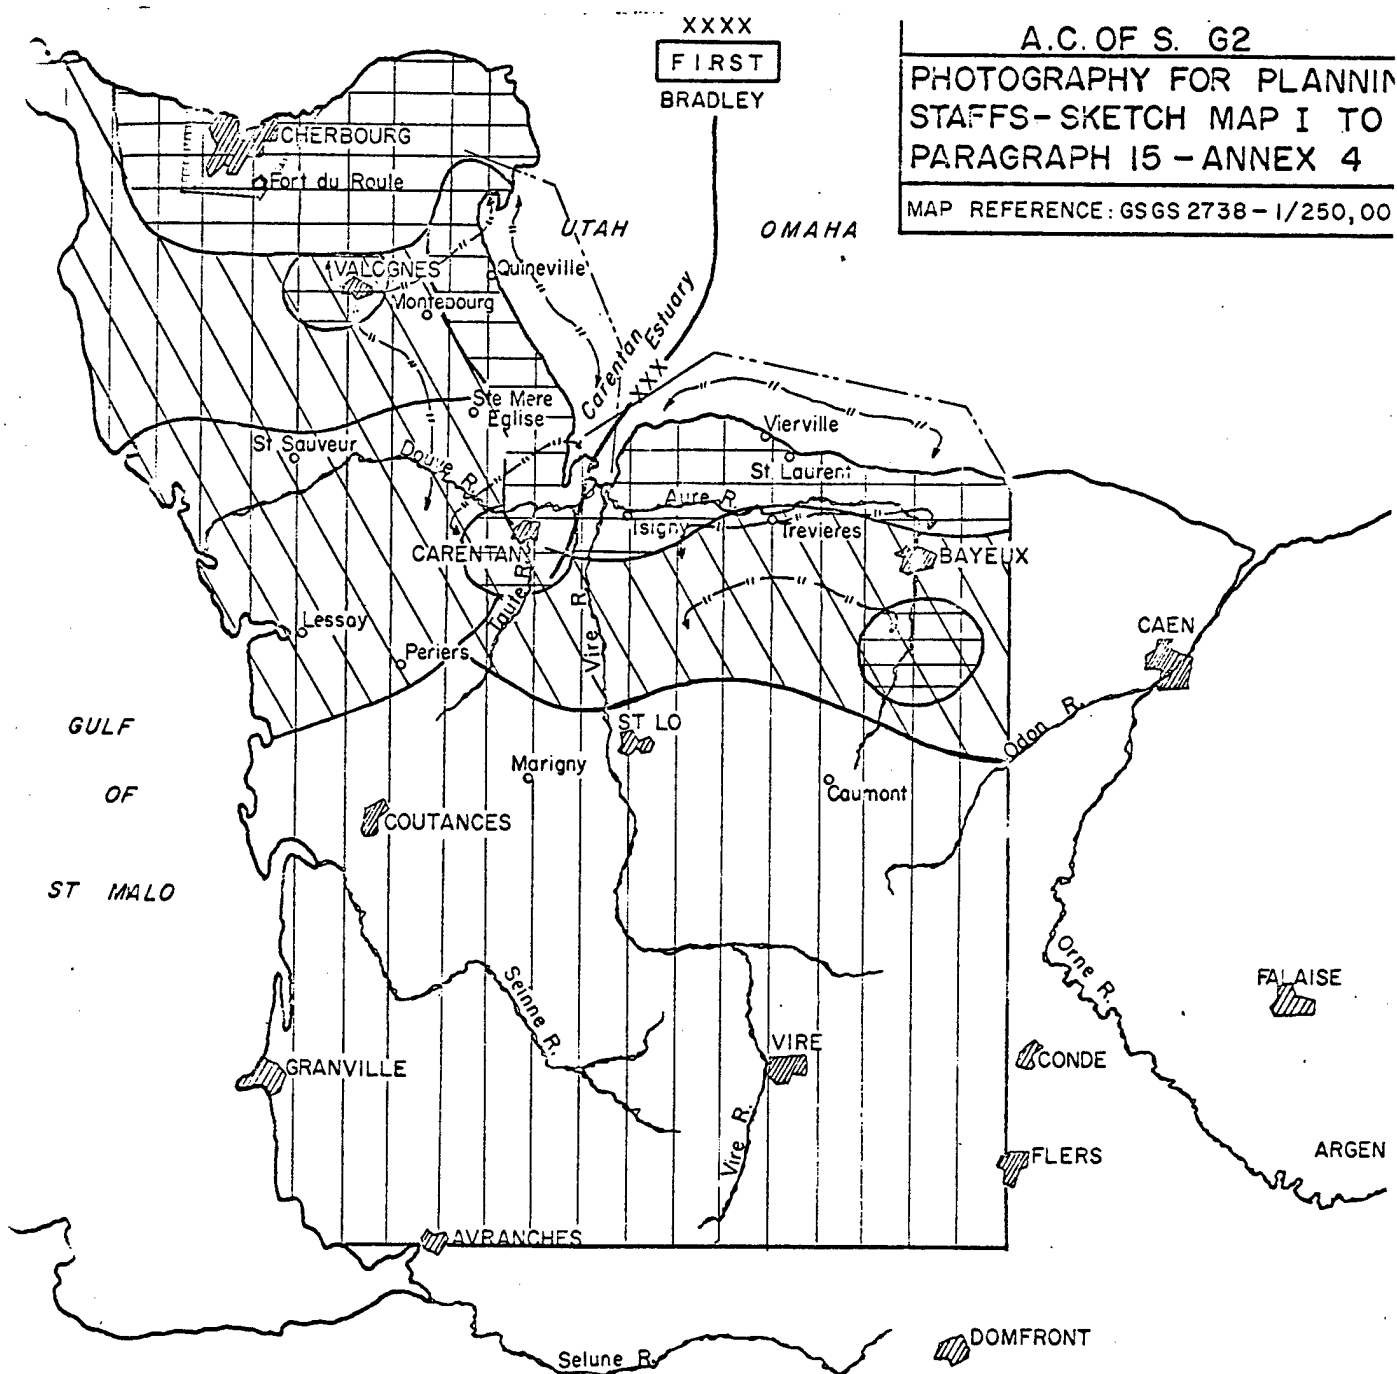 XXXX
FIRST
BRADLEY
A.C. OF S. G2
PHOTOGRAPHY FOR PLANNIN
STAFFS-SKETCH MAP I TO
PARAGRAPH 15-ANNEX 4
MAP REFERENCE: GSGS 2738-1/250,00
CHERBOURG
Fort du Roule
UTAH
OMAHA
VALOGNES
Quineville
Montebourg
Carentan Estuary
XXX
Ste Mere
Eglise
Vierville
St Sauveur
St. Laurent
Douve R.
Aure R.
Isigny
Trevieres
CARENTAN
BAYEUX
Taute R.
Vire R.
Lessay
Periers
CAEN
GULF
OF
ST MALO
ST LO
Odon R.
Marigny
Caumont
COUTANCES
Orne R.
Seinne R.
FALAISE
VIRE
CONDE
GRANVILLE
Vire R.
FLERS
ARGEN
AVRANCHES
DOMFRONT
Selune R.